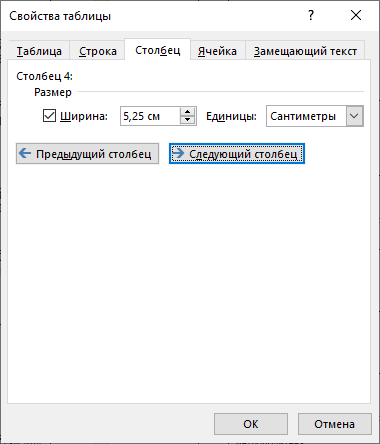 Свойства таблицы
Таблица Строка Столбец Ячейка Замещающий текст
Столбец 4:
Размер
Ширина: 5,25 см Единицы: Сантиметры
Предыдущий столбец Следующий столбец
ОК Отмена